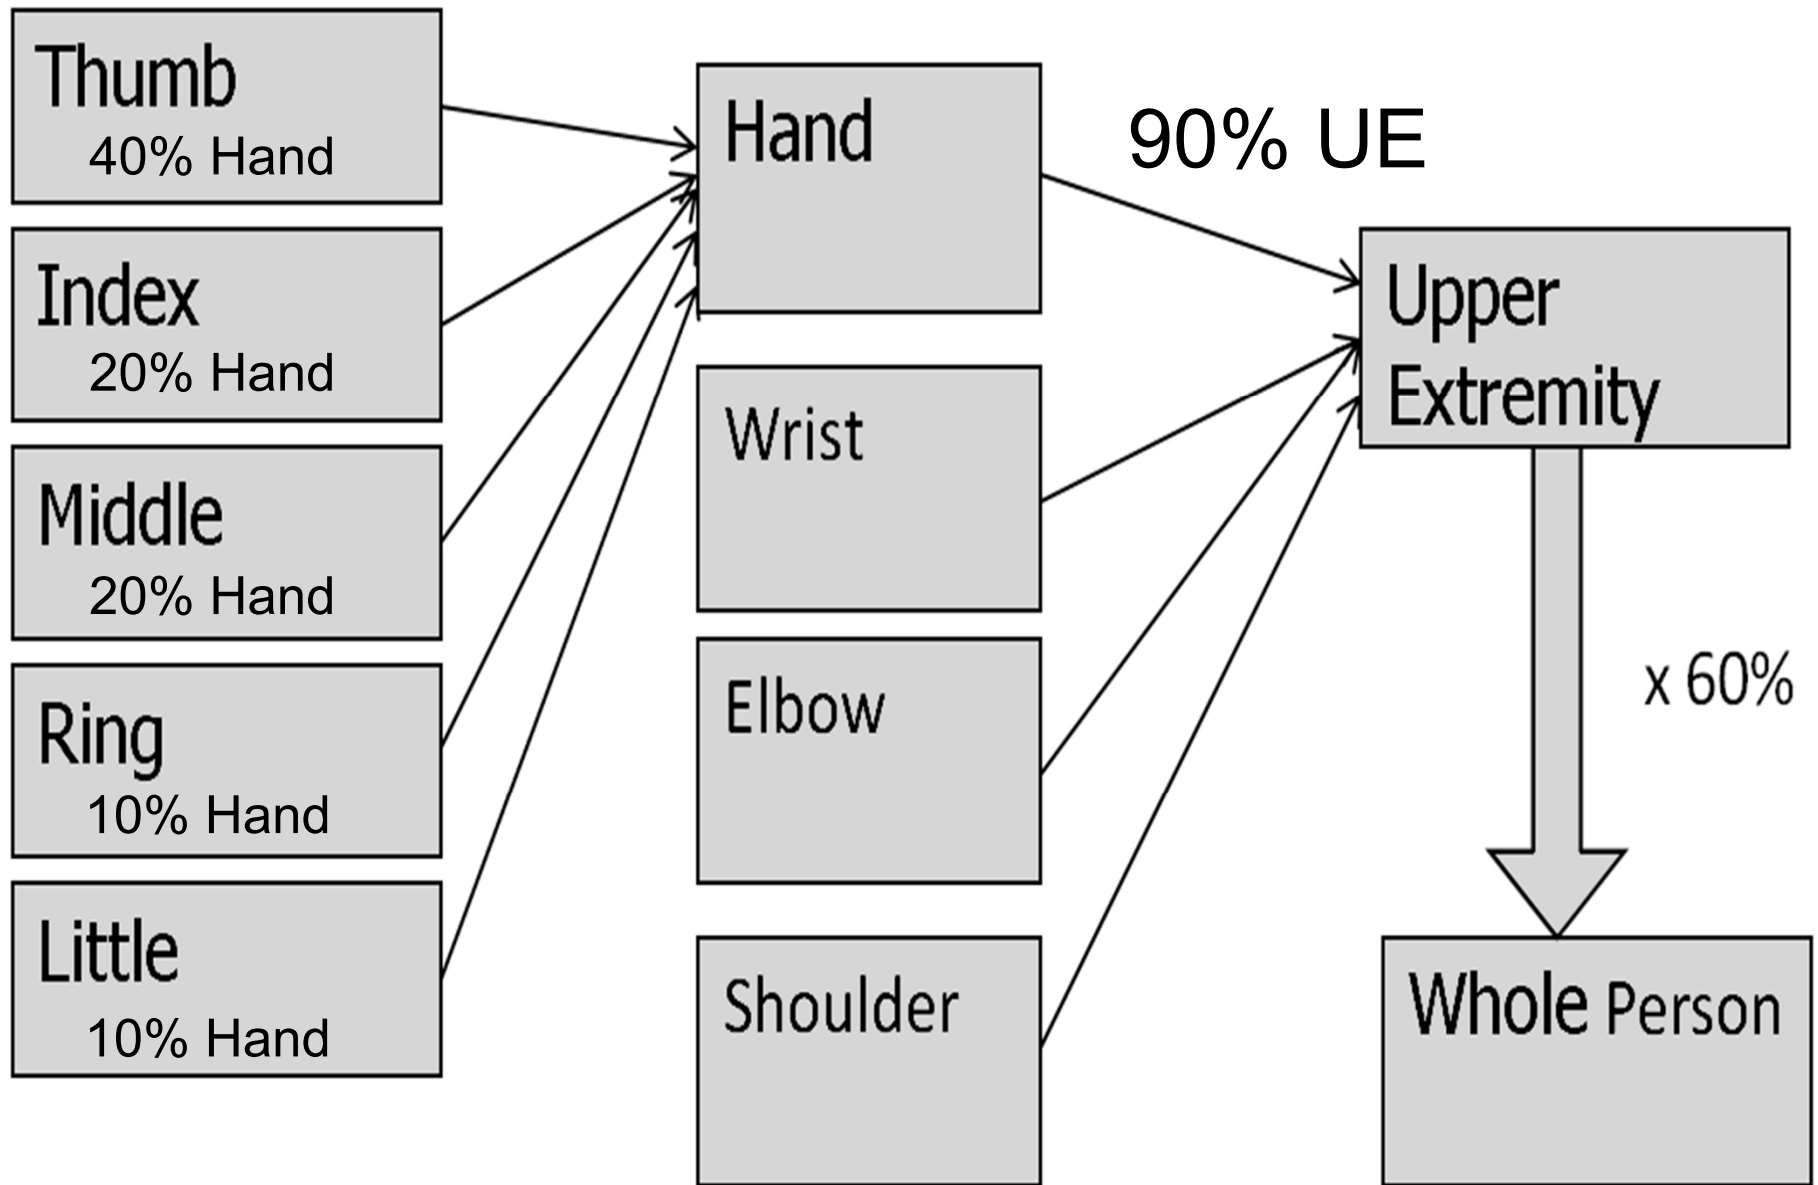 Thumb
40% Hand
Index
20% Hand
Middle
20% Hand
Ring
10% Hand
Little
10% Hand
Hand
Wrist
Elbow
Shoulder
90% UE
Upper
Extremity
x 60%
Whole Person